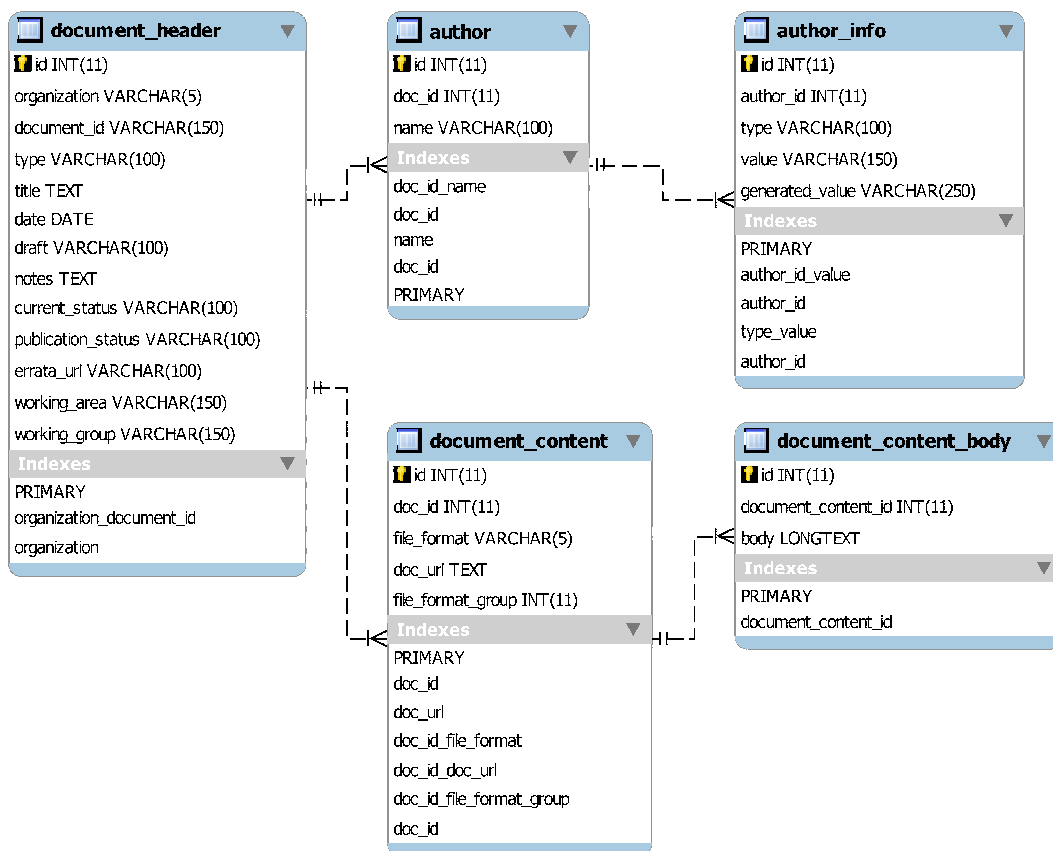 document_header
id INT(11)
organization VARCHAR(5)
document_id VARCHAR(150)
type VARCHAR(100)
title TEXT
date DATE
draft VARCHAR(100)
notes TEXT
current_status VARCHAR(100)
publication_status VARCHAR(100)
errata_url VARCHAR(100)
working_area VARCHAR(150)
working_group VARCHAR(150)
Indexes
PRIMARY
organization_document_id
organization
author
id INT(11)
doc_id INT(11)
name VARCHAR(100)
Indexes
doc_id_name
doc_id
name
doc_id
PRIMARY
author_info
id INT(11)
author_id INT(11)
type VARCHAR(100)
value VARCHAR(150)
generated_value VARCHAR(250)
Indexes
PRIMARY
author_id_value
author_id
type_value
author_id
document_content
id INT(11)
doc_id INT(11)
file_format VARCHAR(5)
doc_url TEXT
file_format_group INT(11)
Indexes
PRIMARY
doc_id
doc_url
doc_id_file_format
doc_id_doc_url
doc_id_file_format_group
doc_id
document_content_body
id INT(11)
document_content_id INT(11)
body LONGTEXT
Indexes
PRIMARY
document_content_id